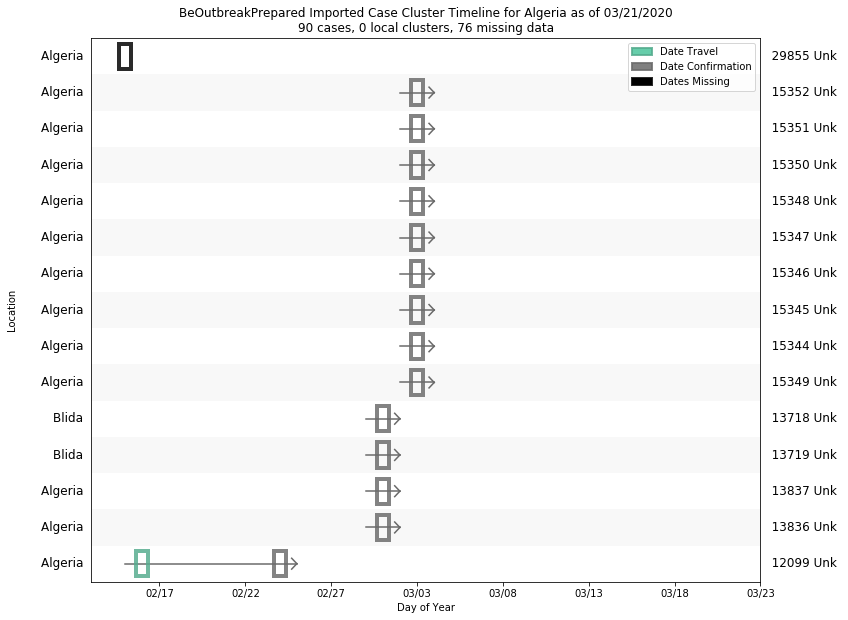 BeOutbreakPrepared Imported Case Cluster Timeline for Algeria as of 03/21/2020
90 cases, 0 local clusters, 76 missing data
Date Travel
Date Confirmation
Dates Missing
Algeria 29855 Unk
Algeria 15352 Unk
Algeria 15351 Unk
Algeria 15350 Unk
Algeria 15348 Unk
Algeria 15347 Unk
Algeria 15346 Unk
Algeria 15345 Unk
Algeria 15344 Unk
Algeria 15349 Unk
Blida 13718 Unk
Blida 13719 Unk
Algeria 13837 Unk
Algeria 13836 Unk
Algeria 12099 Unk
Location
02/17 02/22 02/27 03/03 03/08 03/13 03/18 03/23
Day of Year